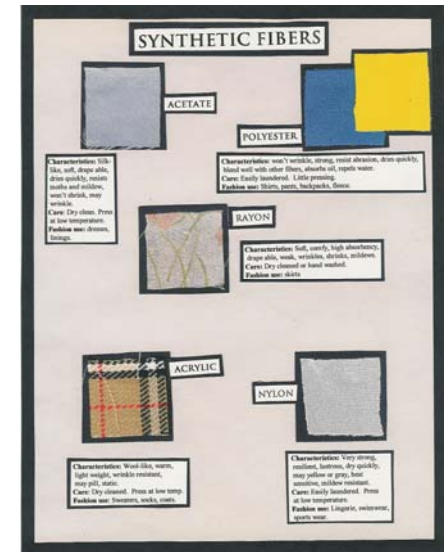 SYNTHETIC FIBERS
ACETATE
Characteristics: Silk-
like, soft, drape able,
dries quickly, resists
moths and mildew,
won't shrink, may
wrinkle.
Care: Dry clean. Press
at low temperature.
Fashion use: dresses,
linings.
POLYESTER
Characteristics: won't wrinkle, strong, resist abrasion, dries quickly,
blend well with other fibers, absorbs oil, repels water.
Care: Easily laundered. Little pressing.
Fashion use: Shirts, pants, backpacks, fleece.
RAYON
Characteristics: Soft, comfy, high absorbency,
drape able, weak, wrinkles, shrinks, mildews.
Care: Dry cleaned or hand washed.
Fashion use: skirts
ACRYLIC
Characteristics: Wool-like, warm,
light weight, wrinkle resistant,
may pill, static.
Care: Dry cleaned. Press at low temp.
Fashion use: Sweaters, socks, coats.
NYLON
Characteristics: Very strong,
resilient, lustrous, dry quickly,
may yellow or gray, heat
sensitive, mildew resistant.
Care: Easily laundered. Press
at low temperature.
Fashion use: Lingerie, swimwear,
sports wear.